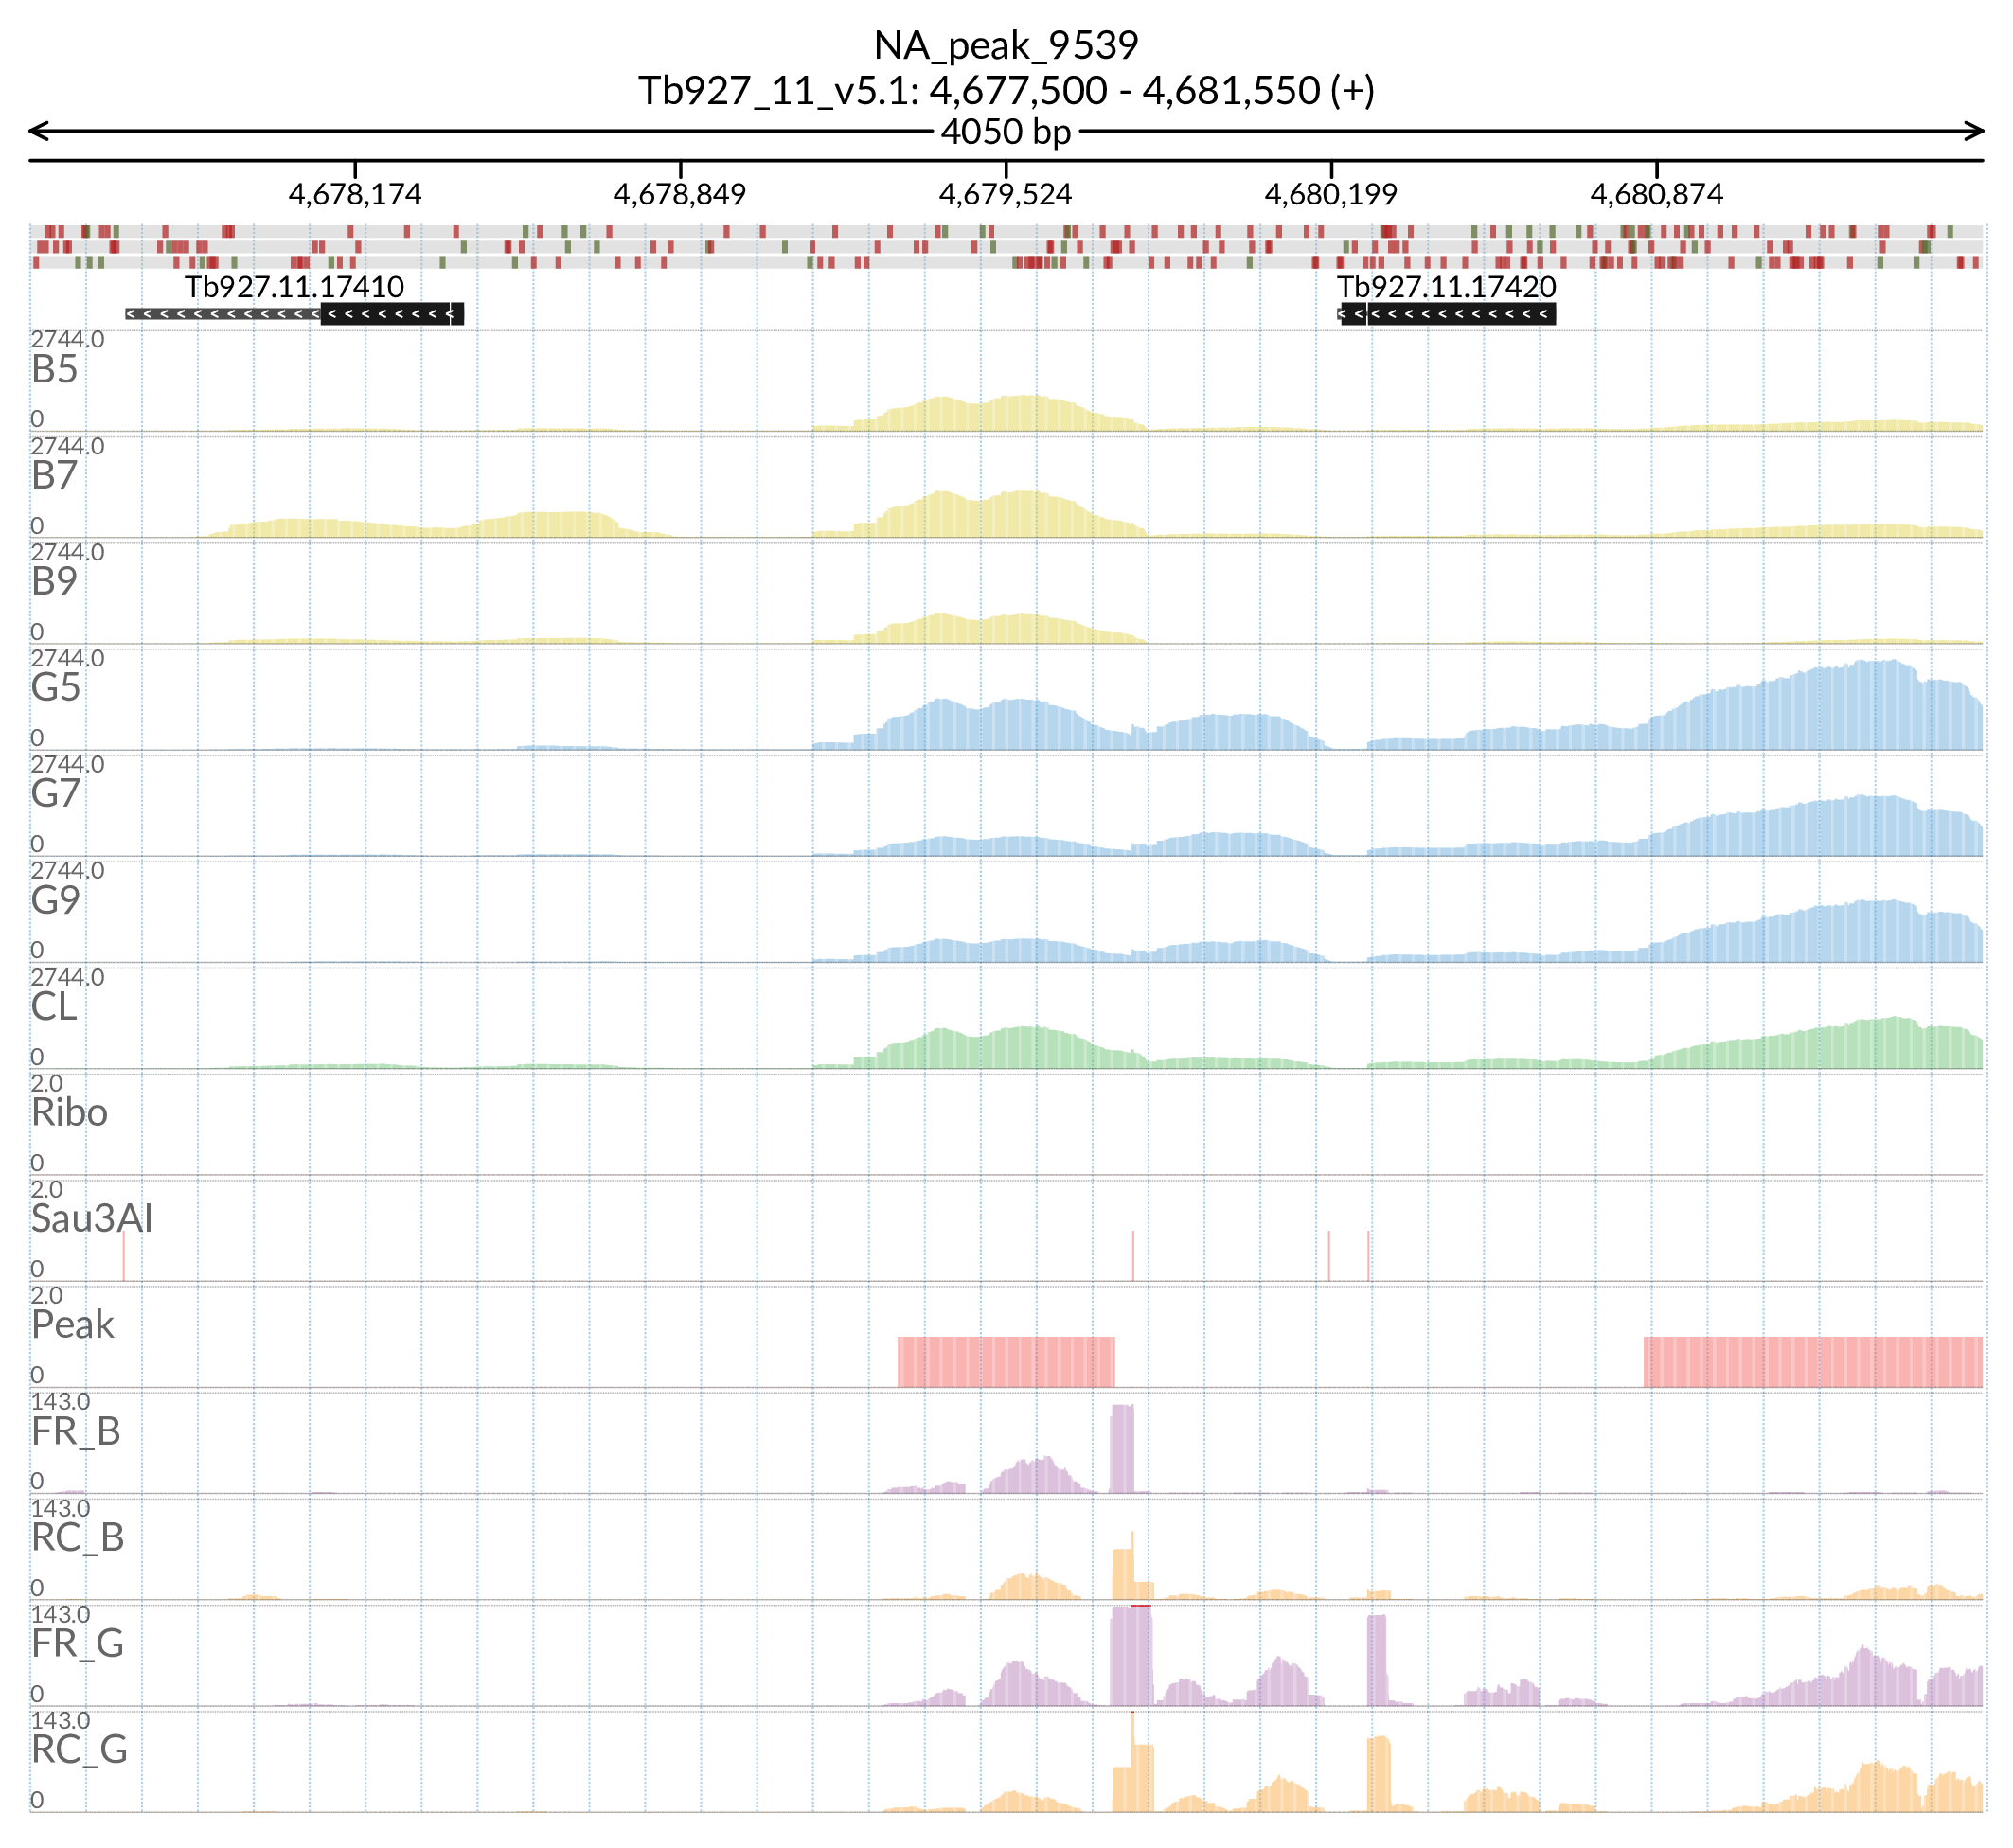 NA_peak_9539
Tb927_11_v5.1: 4,677,500 - 4,681,550 (+)
4050 bp
4,678,174 4,678,849 4,679,524 4,680,199 4,680,874
Tb927.11.17410 Tb927.11.17420
2744.0
B5
0
2744.0
B7
0
2744.0
B9
0
2744.0
G5
0
2744.0
G7
0
2744.0
G9
0
2744.0
CL
0
2.0
Ribo
0
2.0
Sau3AI
0
2.0
Peak
0
143.0
FR_B
0
143.0
RC_B
0
143.0
FR_G
0
143.0
RC_G
0